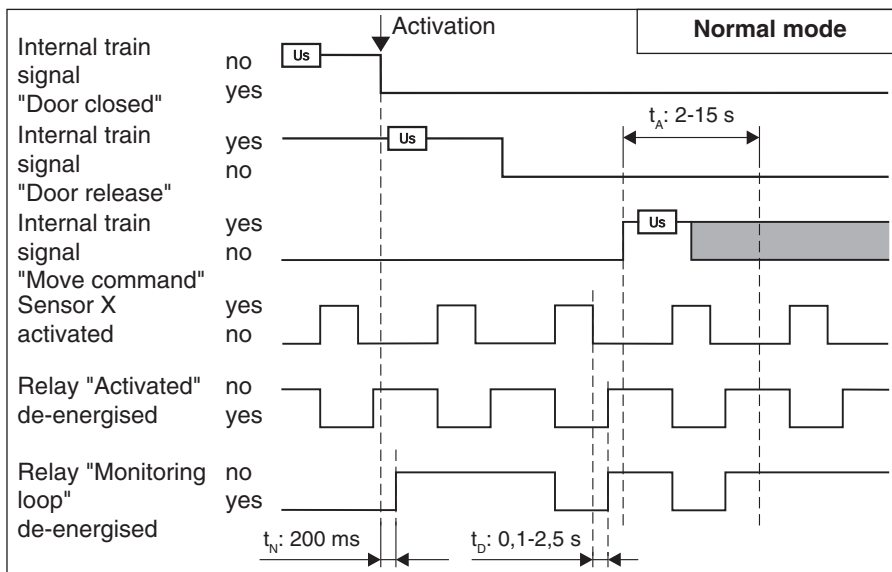 Activation
Normal mode
Internal train
signal
"Door closed"
no
yes
Us
Internal train
signal
"Door release"
yes
no
Us
t_A: 2-15 s
Internal train
signal
"Move command"
yes
no
Us
Sensor X
activated
yes
no
Relay "Activated"
de-energised
no
yes
Relay "Monitoring
loop"
de-energised
no
yes
t_N: 200 ms
t_D: 0,1-2,5 s